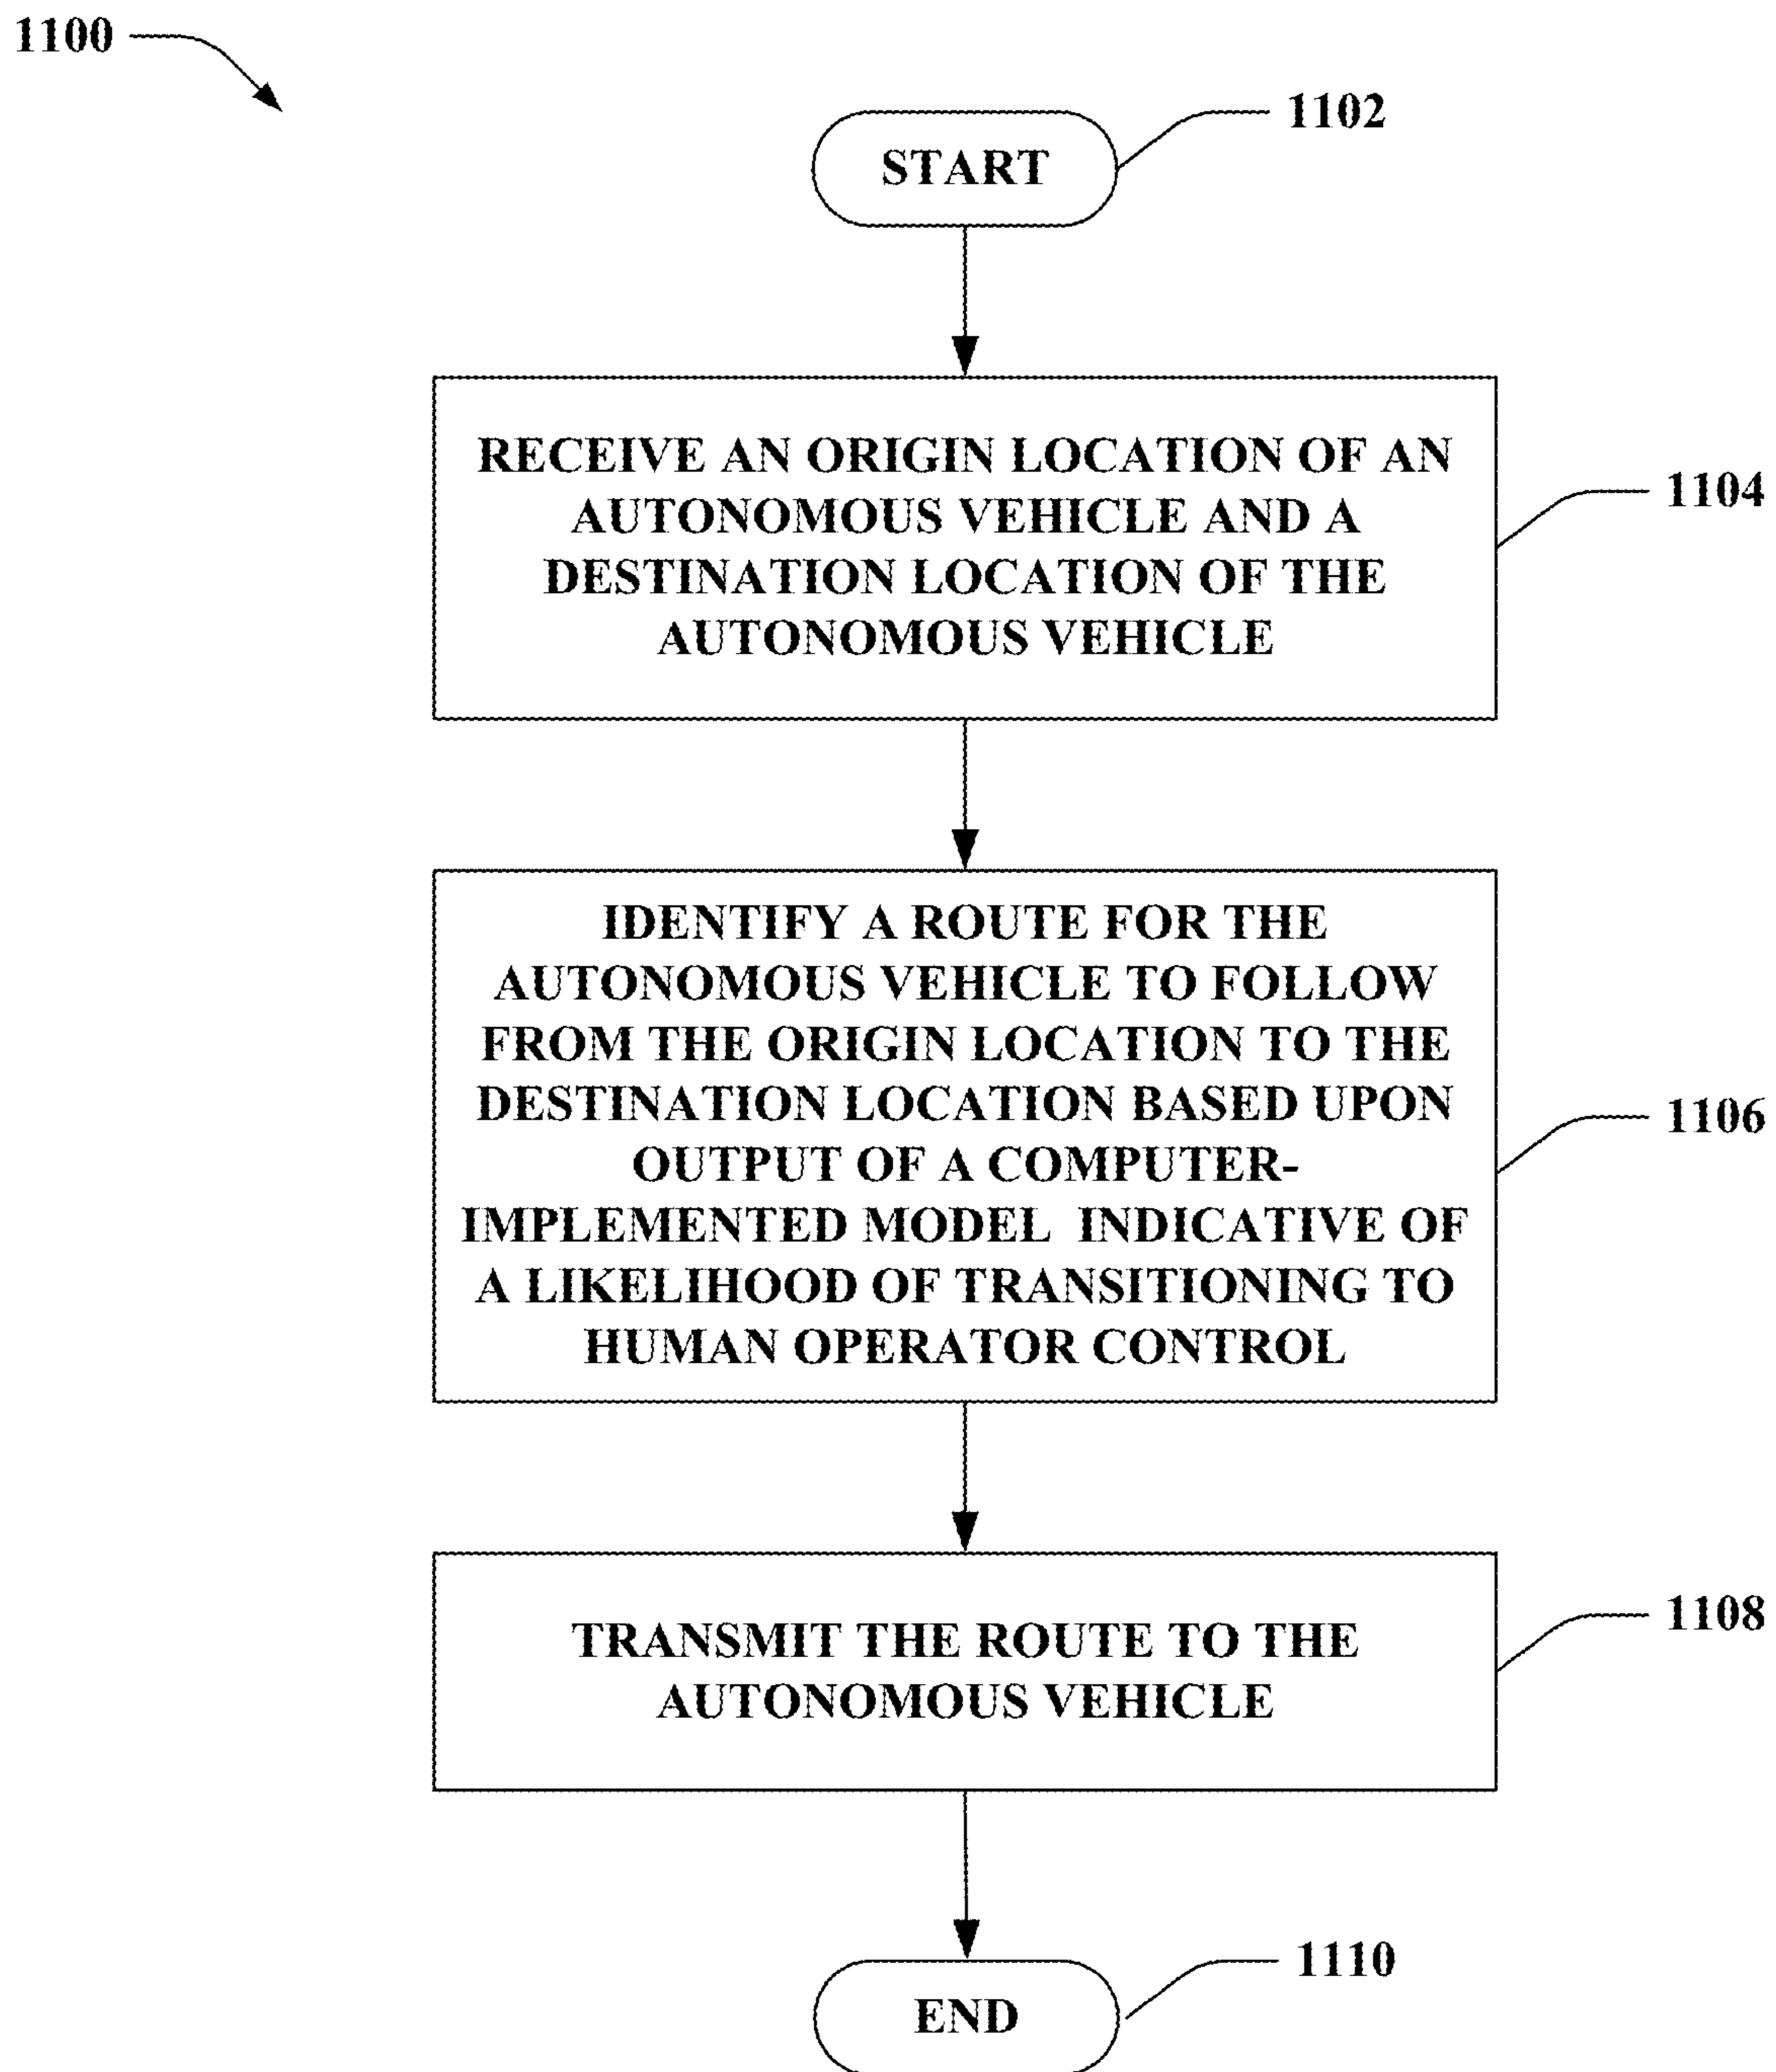 1100
1102
START
RECEIVE AN ORIGIN LOCATION OF AN
AUTONOMOUS VEHICLE AND A
DESTINATION LOCATION OF THE
AUTONOMOUS VEHICLE
1104
IDENTIFY A ROUTE FOR THE
AUTONOMOUS VEHICLE TO FOLLOW
FROM THE ORIGIN LOCATION TO THE
DESTINATION LOCATION BASED UPON
OUTPUT OF A COMPUTER-
IMPLEMENTED MODEL INDICATIVE OF
A LIKELIHOOD OF TRANSITIONING TO
HUMAN OPERATOR CONTROL
1106
TRANSMIT THE ROUTE TO THE
AUTONOMOUS VEHICLE
1108
1110
END